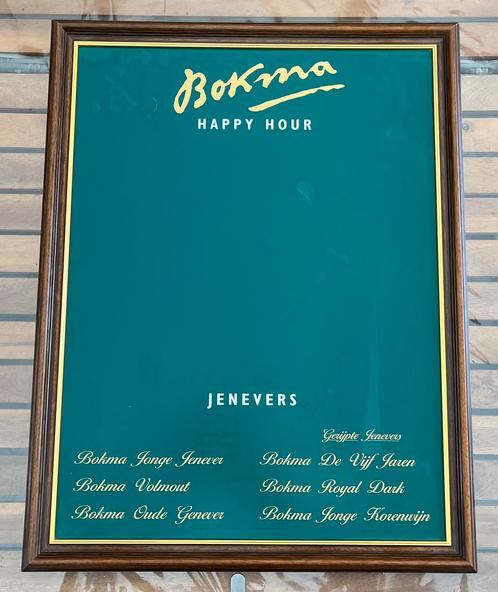 Bokma
HAPPY HOUR
JENEVERS
Gerijpte Jenevers
Bokma Jonge Jenever
Bokma De Vijf Jaren
Bokma Volmout
Bokma Royal Dark
Bokma Oude Genever
Bokma Jonge Korenwijn